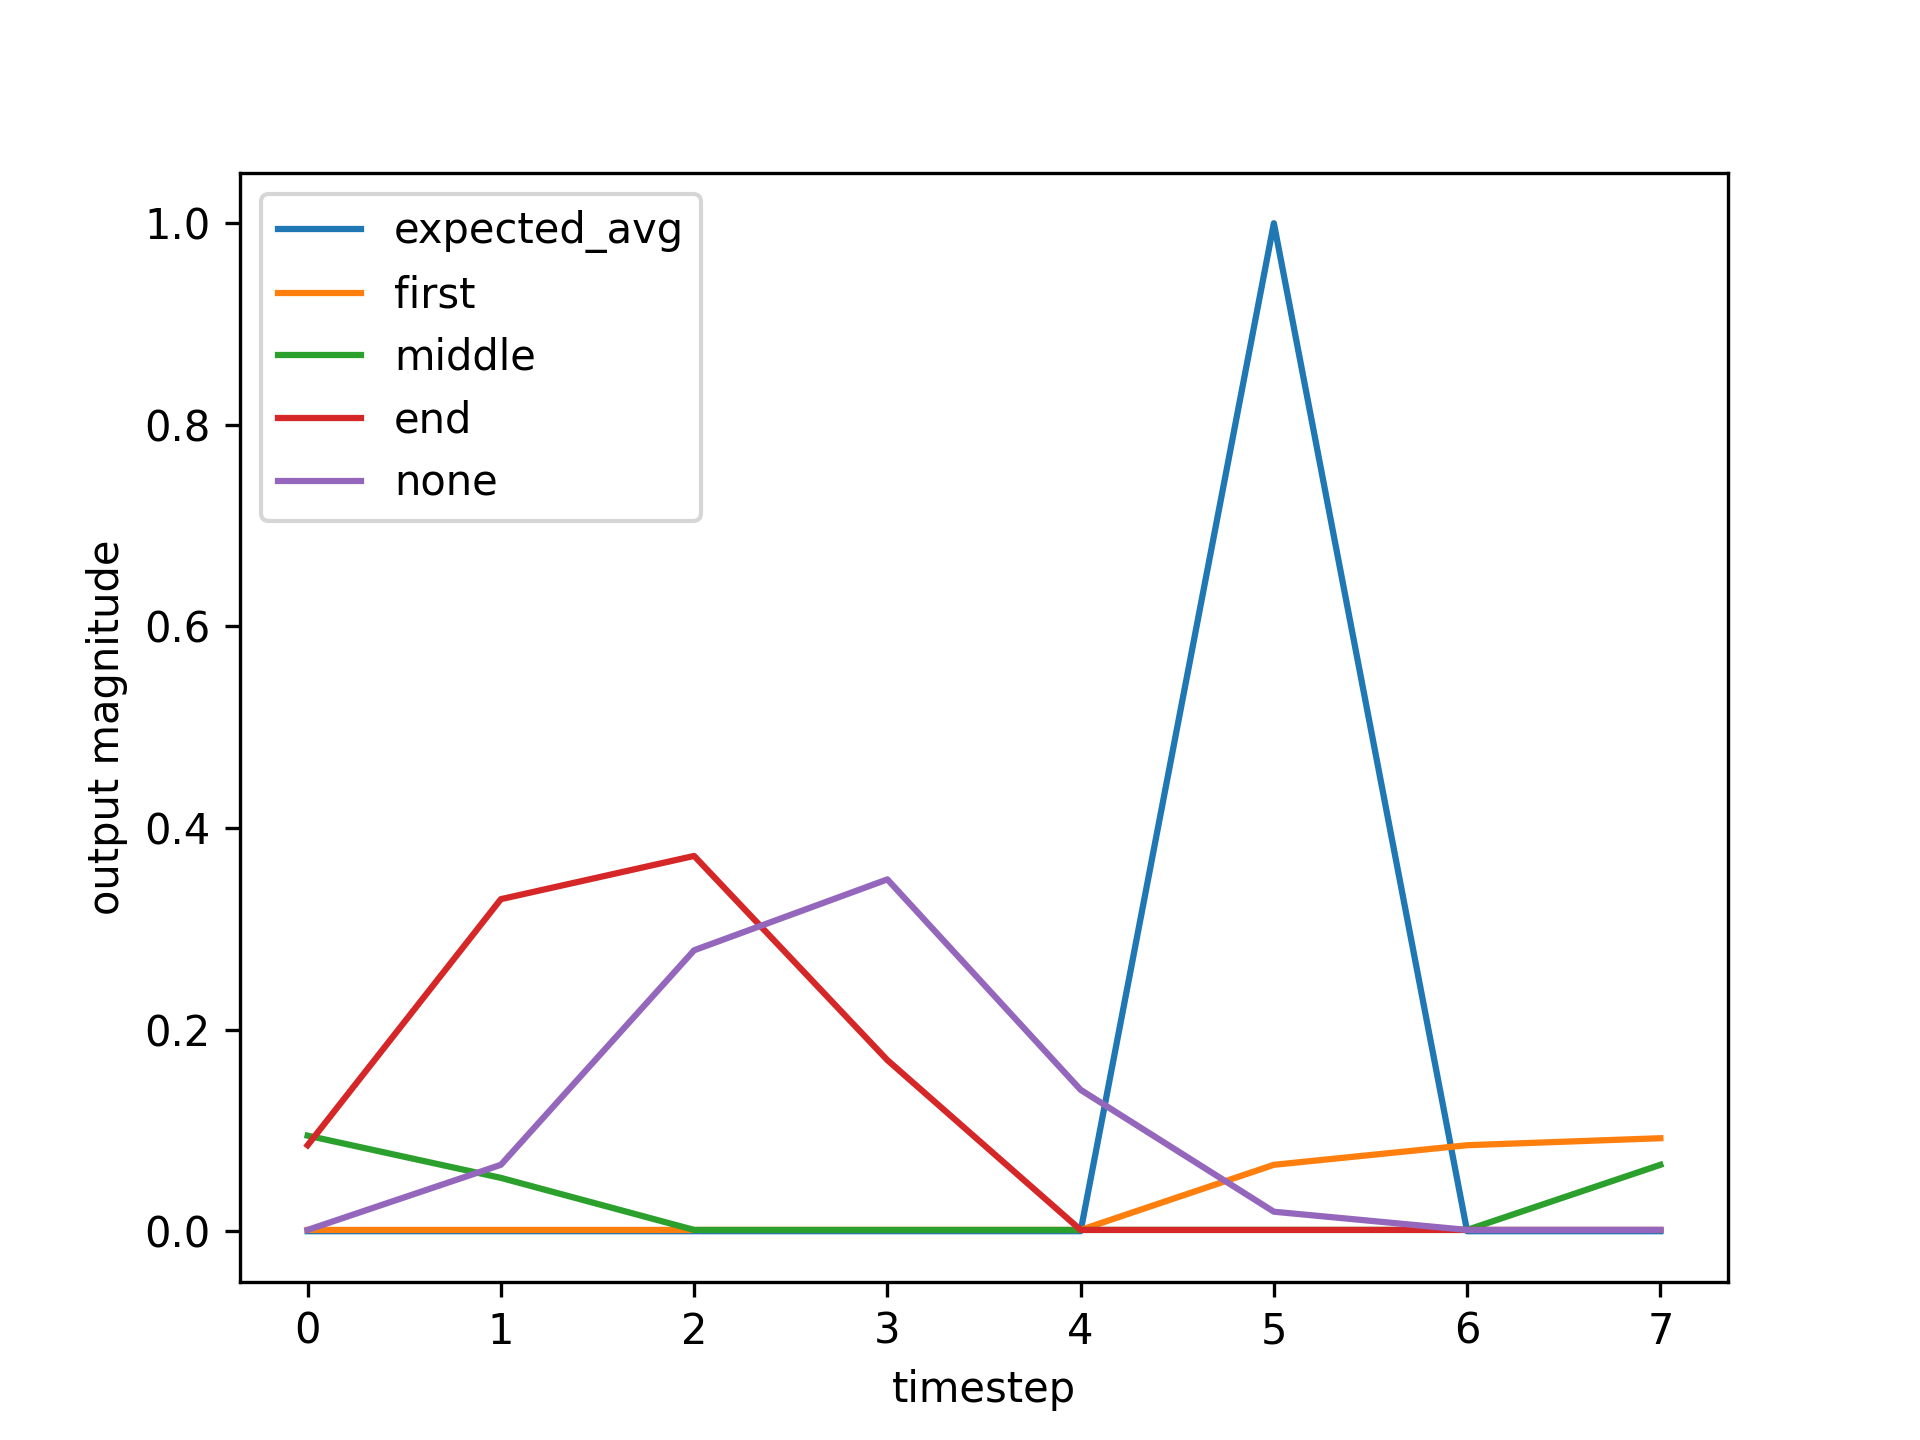 expected_avg
first
middle
end
none
1.0
0.8
0.6
0.4
0.2
0.0
output magnitude
0 1 2 3 4 5 6 7
timestep